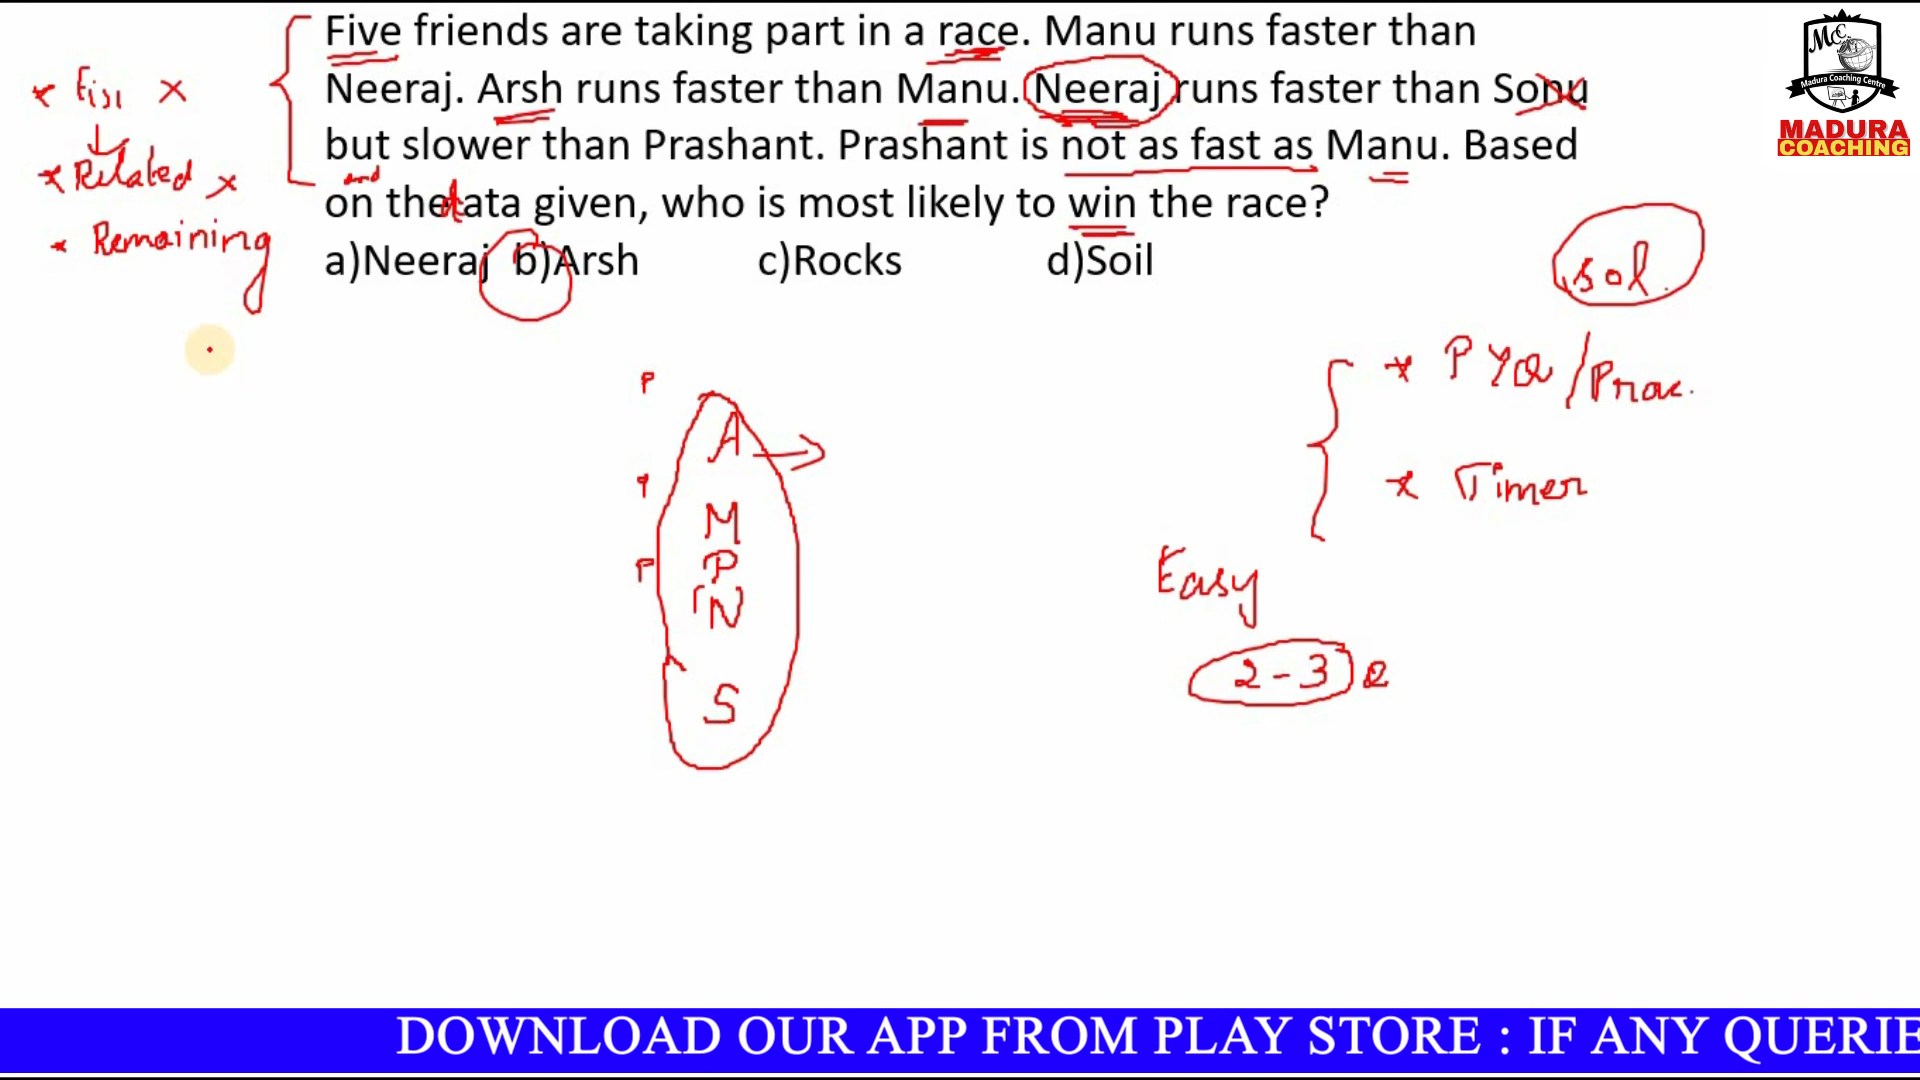 Five friends are taking part in a race. Manu runs faster than
Neeraj. Arsh runs faster than Manu. Neeraj runs faster than Sonu
but slower than Prashant. Prashant is not as fast as Manu. Based
and
on the data given, who is most likely to win the race?
a)Neeraj b)Arsh c)Rocks d)Soil
* Related x
* Remaining
Sol.
* PYQ/Prac.
* Timer
Easy
2-3
P
A
P
M
P
P
N
S
MC
Madura Coaching Centre
MADURA
COACHING
DOWNLOAD OUR APP FROM PLAY STORE : IF ANY QUERIE